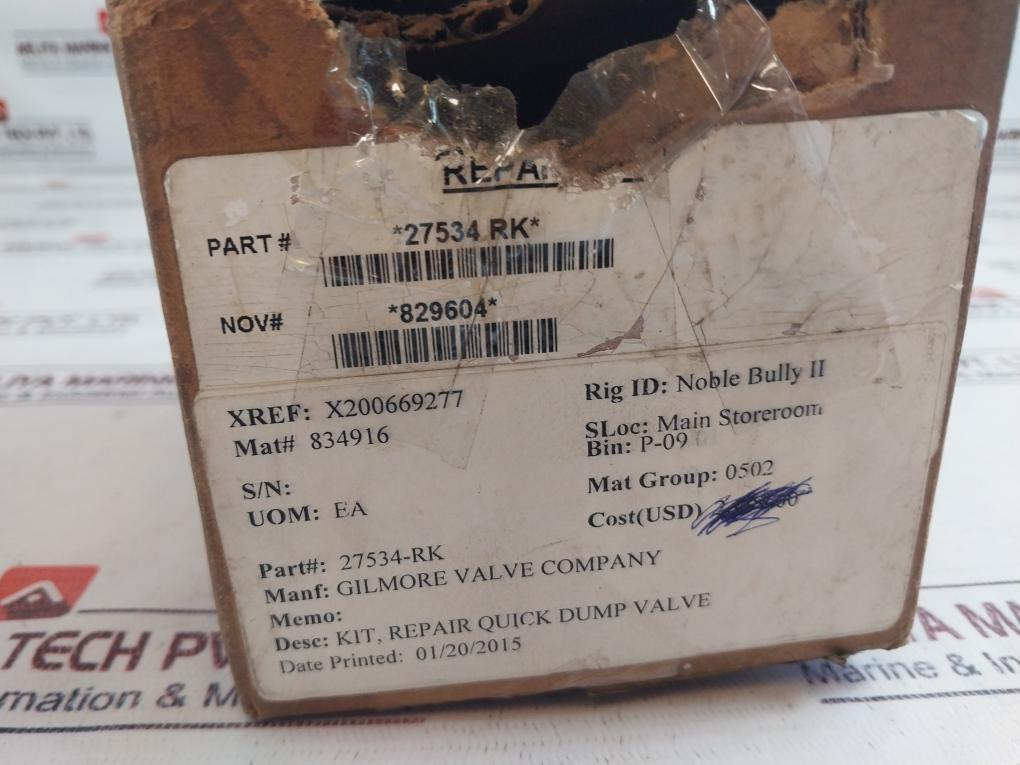 PART # *27534 RK*
NOV# *829604*
XREF: X200669277
Mat# 834916
S/N:
UOM: EA
Rig ID: Noble Bully II
SLoc: Main Storeroom
Bin: P-09
Mat Group: 0502
Cost(USD)
Part#: 27534-RK
Manf: GILMORE VALVE COMPANY
Memo:
Desc: KIT, REPAIR QUICK DUMP VALVE
Date Printed: 01/20/2015
TECH
&
Marine &